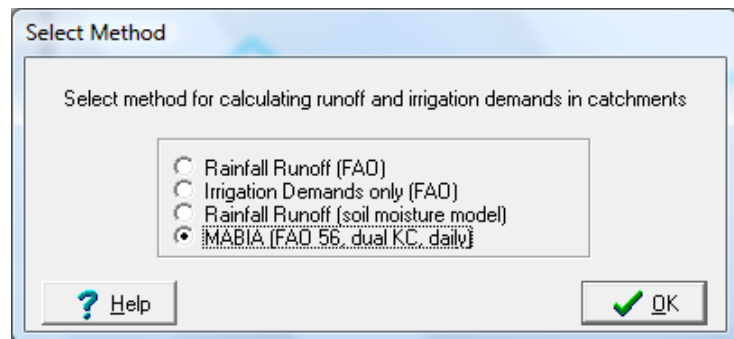 Select Method
Select method for calculating runoff and irrigation demands in catchments
Rainfall Runoff (FAO)
Irrigation Demands only (FAO)
Rainfall Runoff (soil moisture model)
MABIA (FAO 56, dual KC, daily)
? Help
OK